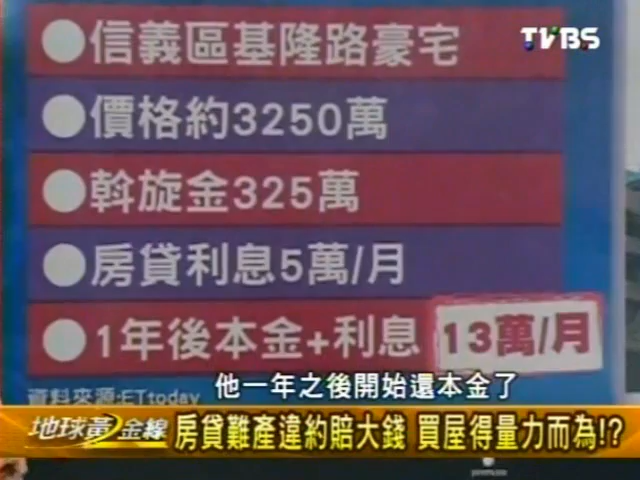 TVBS
●信義區基隆路豪宅
●價格約3250萬
●斡旋金325萬
●房貸利息5萬/月
●1年後本金+利息 13萬/月
資料來源:ETtoday
他一年之後開始還本金了
地球黃金線 房貸難產違約賠大錢 買屋得量力而為!?